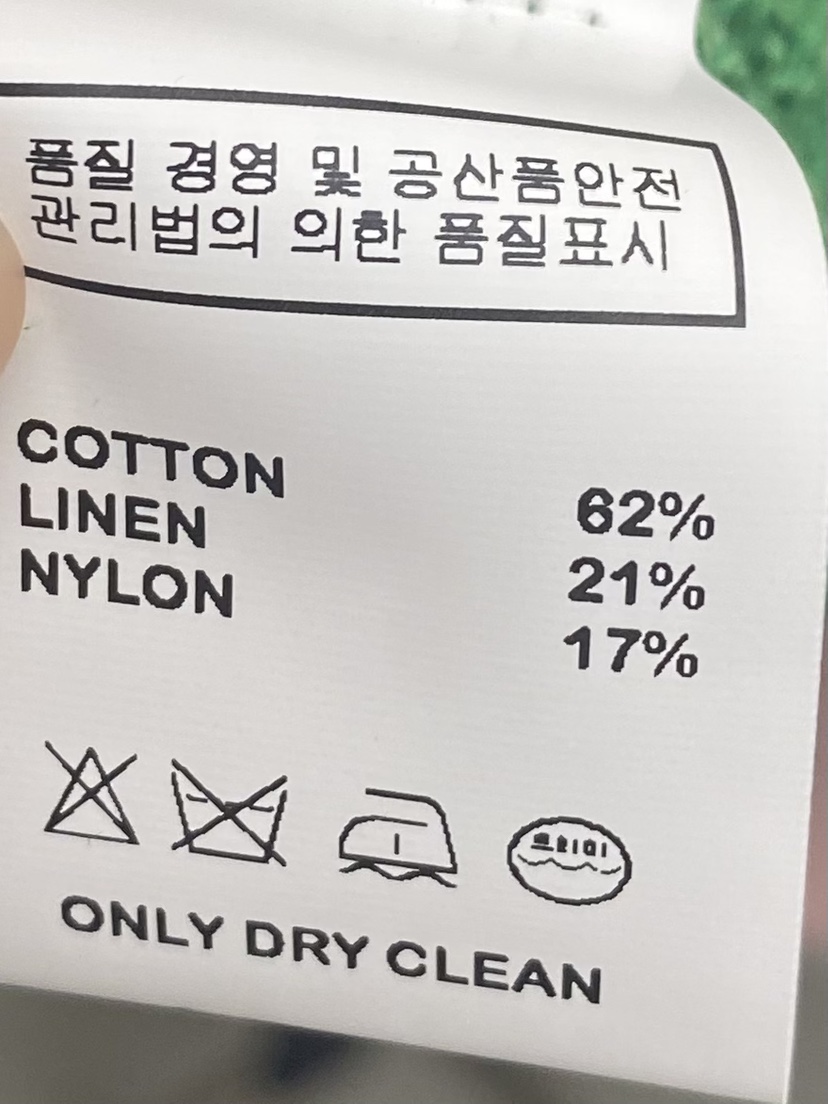 품질 경영 및 공산품안전
관리법의 의한 품질표시
COTTON 62%
LINEN 21%
NYLON 17%
드라이
ONLY DRY CLEAN